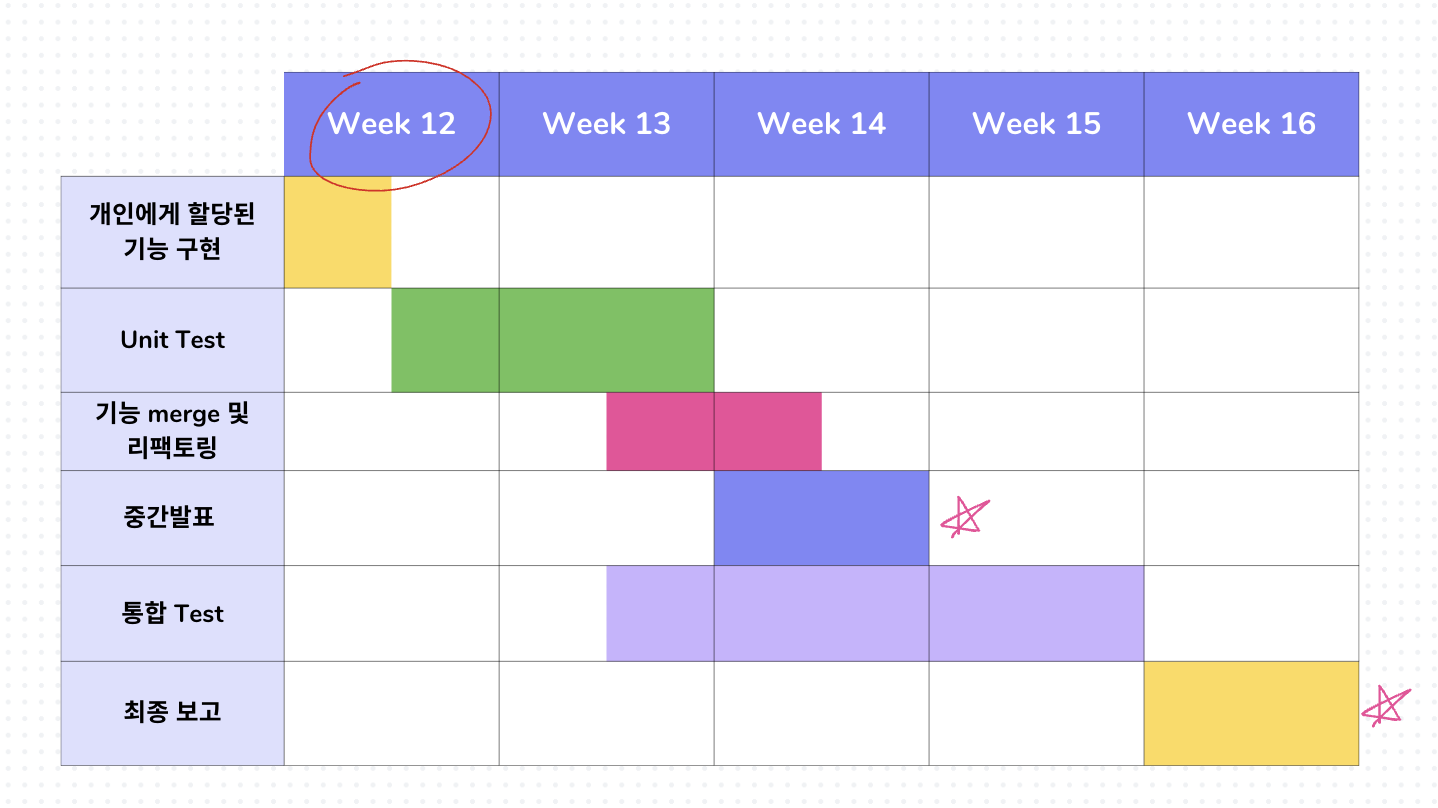 Week 12
Week 13
Week 14
Week 15
Week 16
개인에게 할당된
기능 구현
Unit Test
기능 merge 및
리팩토링
중간발표
통합 Test
최종 보고